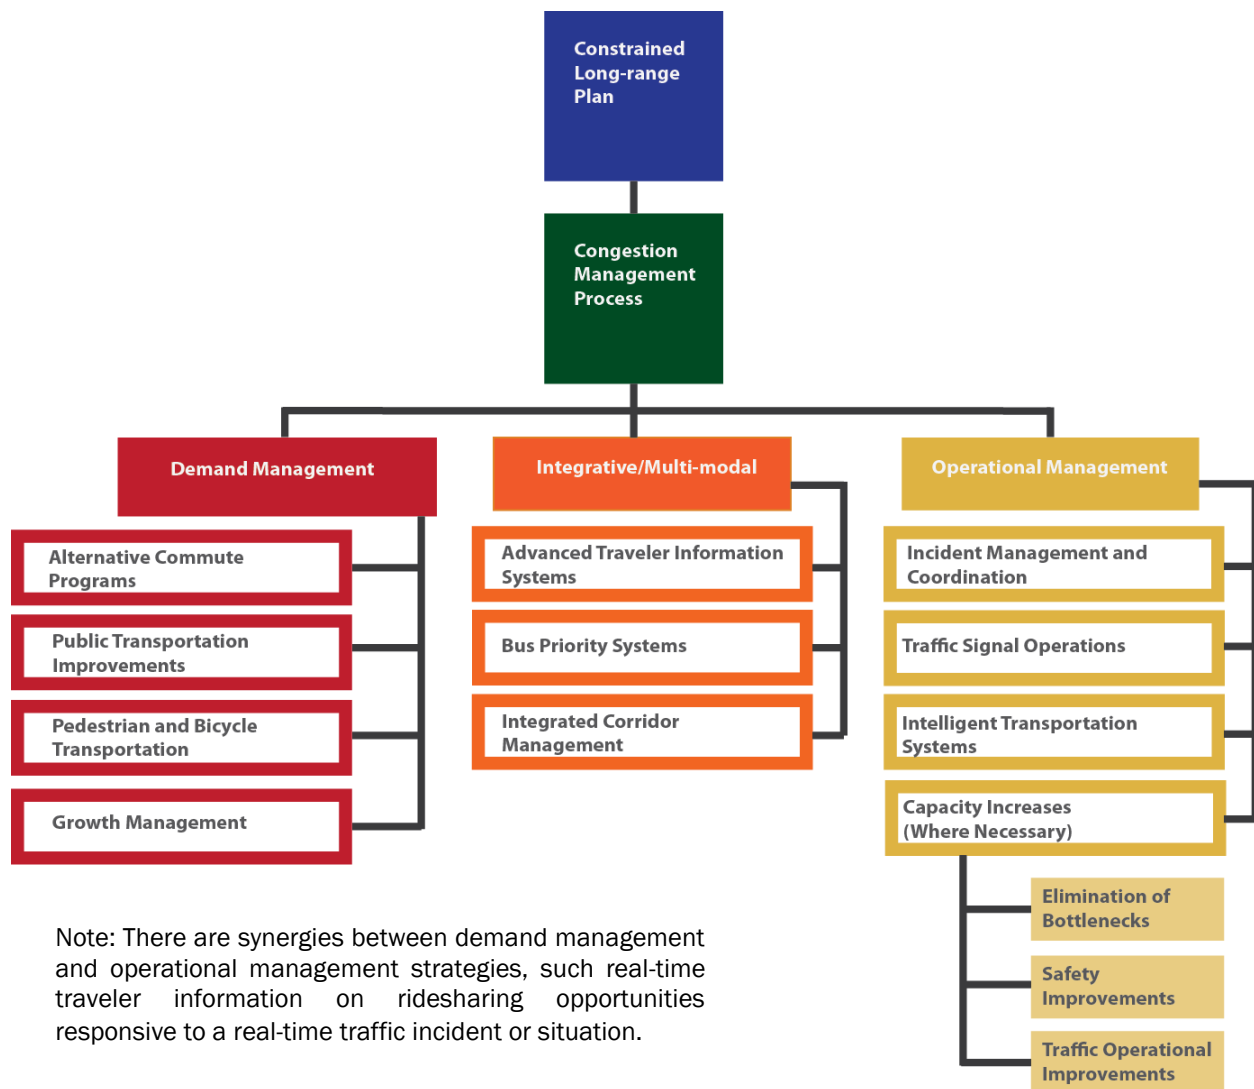 Constrained
Long-range
Plan
Congestion
Management
Process
Demand Management
Alternative Commute
Programs
Public Transportation
Improvements
Pedestrian and Bicycle
Transportation
Growth Management
Integrative/Multi-modal
Advanced Traveler Information
Systems
Bus Priority Systems
Integrated Corridor
Management
Operational Management
Incident Management and
Coordination
Traffic Signal Operations
Intelligent Transportation
Systems
Capacity Increases
(Where Necessary)
Elimination of
Bottlenecks
Safety
Improvements
Traffic Operational
Improvements
Note: There are synergies between demand management
and operational management strategies, such real-time
traveler information on ridesharing opportunities
responsive to a real-time traffic incident or situation.